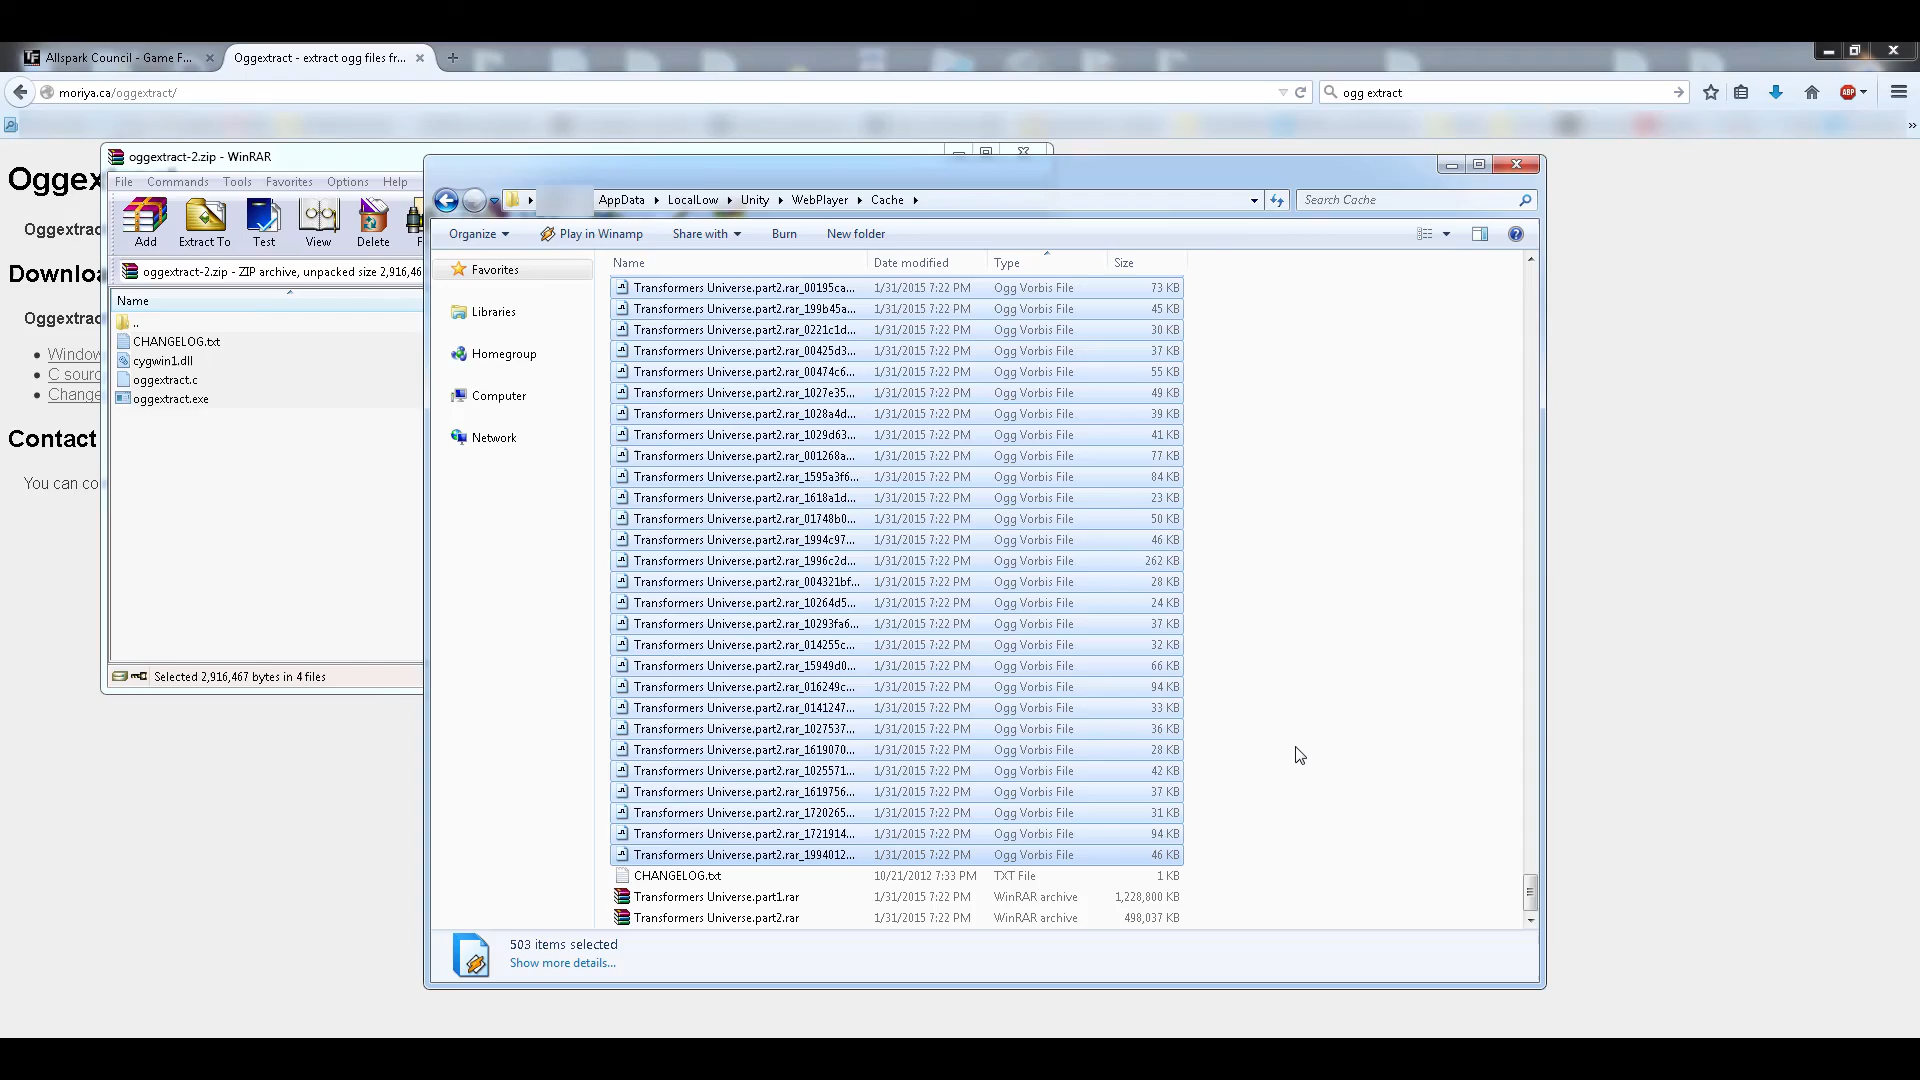 Allspark Council - Game F...
Oggextract - extract ogg files fr...
moriya.ca/oggextract/
ogg extract
ABP
Oggex
Oggextrac
Downloa
Oggextrac
Window
C sourc
Change
Contact
You can co
oggextract-2.zip - WinRAR
File Commands Tools Favorites Options Help
Add Extract To Test View Delete F
oggextract-2.zip - ZIP archive, unpacked size 2,916,46
Name
..
CHANGELOG.txt
cygwin1.dll
oggextract.c
oggextract.exe
Selected 2,916,467 bytes in 4 files
AppData LocalLow Unity WebPlayer Cache
Search Cache
Organize Play in Winamp Share with Burn New folder
Favorites
Libraries
Homegroup
Computer
Network
Name Date modified Type Size
Transformers Universe.part2.rar_00195ca... 1/31/2015 7:22 PM Ogg Vorbis File 73 KB
Transformers Universe.part2.rar_199b45a... 1/31/2015 7:22 PM Ogg Vorbis File 45 KB
Transformers Universe.part2.rar_0221c1d... 1/31/2015 7:22 PM Ogg Vorbis File 30 KB
Transformers Universe.part2.rar_00425d3... 1/31/2015 7:22 PM Ogg Vorbis File 37 KB
Transformers Universe.part2.rar_00474c6... 1/31/2015 7:22 PM Ogg Vorbis File 55 KB
Transformers Universe.part2.rar_1027e35... 1/31/2015 7:22 PM Ogg Vorbis File 49 KB
Transformers Universe.part2.rar_1028a4d... 1/31/2015 7:22 PM Ogg Vorbis File 39 KB
Transformers Universe.part2.rar_1029d63... 1/31/2015 7:22 PM Ogg Vorbis File 41 KB
Transformers Universe.part2.rar_001268a... 1/31/2015 7:22 PM Ogg Vorbis File 77 KB
Transformers Universe.part2.rar_1595a3f6... 1/31/2015 7:22 PM Ogg Vorbis File 84 KB
Transformers Universe.part2.rar_1618a1d... 1/31/2015 7:22 PM Ogg Vorbis File 23 KB
Transformers Universe.part2.rar_01748b0... 1/31/2015 7:22 PM Ogg Vorbis File 50 KB
Transformers Universe.part2.rar_1994c97... 1/31/2015 7:22 PM Ogg Vorbis File 46 KB
Transformers Universe.part2.rar_1996c2d... 1/31/2015 7:22 PM Ogg Vorbis File 262 KB
Transformers Universe.part2.rar_004321bf... 1/31/2015 7:22 PM Ogg Vorbis File 28 KB
Transformers Universe.part2.rar_10264d5... 1/31/2015 7:22 PM Ogg Vorbis File 24 KB
Transformers Universe.part2.rar_10293fa6... 1/31/2015 7:22 PM Ogg Vorbis File 37 KB
Transformers Universe.part2.rar_014255c... 1/31/2015 7:22 PM Ogg Vorbis File 32 KB
Transformers Universe.part2.rar_15949d0... 1/31/2015 7:22 PM Ogg Vorbis File 66 KB
Transformers Universe.part2.rar_016249c... 1/31/2015 7:22 PM Ogg Vorbis File 94 KB
Transformers Universe.part2.rar_0141247... 1/31/2015 7:22 PM Ogg Vorbis File 33 KB
Transformers Universe.part2.rar_1027537... 1/31/2015 7:22 PM Ogg Vorbis File 36 KB
Transformers Universe.part2.rar_1619070... 1/31/2015 7:22 PM Ogg Vorbis File 28 KB
Transformers Universe.part2.rar_1025571... 1/31/2015 7:22 PM Ogg Vorbis File 42 KB
Transformers Universe.part2.rar_1619756... 1/31/2015 7:22 PM Ogg Vorbis File 37 KB
Transformers Universe.part2.rar_1720265... 1/31/2015 7:22 PM Ogg Vorbis File 31 KB
Transformers Universe.part2.rar_1721914... 1/31/2015 7:22 PM Ogg Vorbis File 94 KB
Transformers Universe.part2.rar_1994012... 1/31/2015 7:22 PM Ogg Vorbis File 46 KB
CHANGELOG.txt 10/21/2012 7:33 PM TXT File 1 KB
Transformers Universe.part1.rar 1/31/2015 7:22 PM WinRAR archive 1,228,800 KB
Transformers Universe.part2.rar 1/31/2015 7:22 PM WinRAR archive 498,037 KB
503 items selected
Show more details...